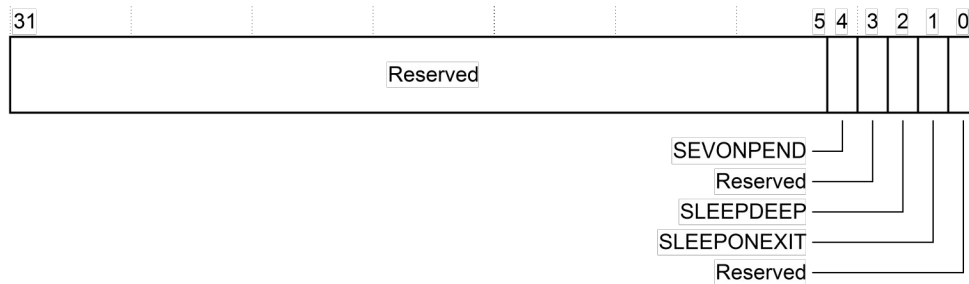 31 5 4 3 2 1 0
Reserved
SEVONPEND
Reserved
SLEEPDEEP
SLEEPONEXIT
Reserved